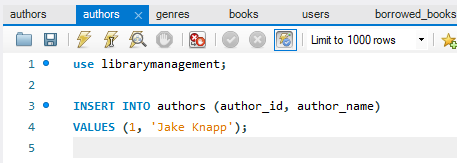 authors authors genres books users borrowed_books
Limit to 1000 rows
1 use librarymanagement;
2
3 INSERT INTO authors (author_id, author_name)
4 VALUES (1, 'Jake Knapp');
5